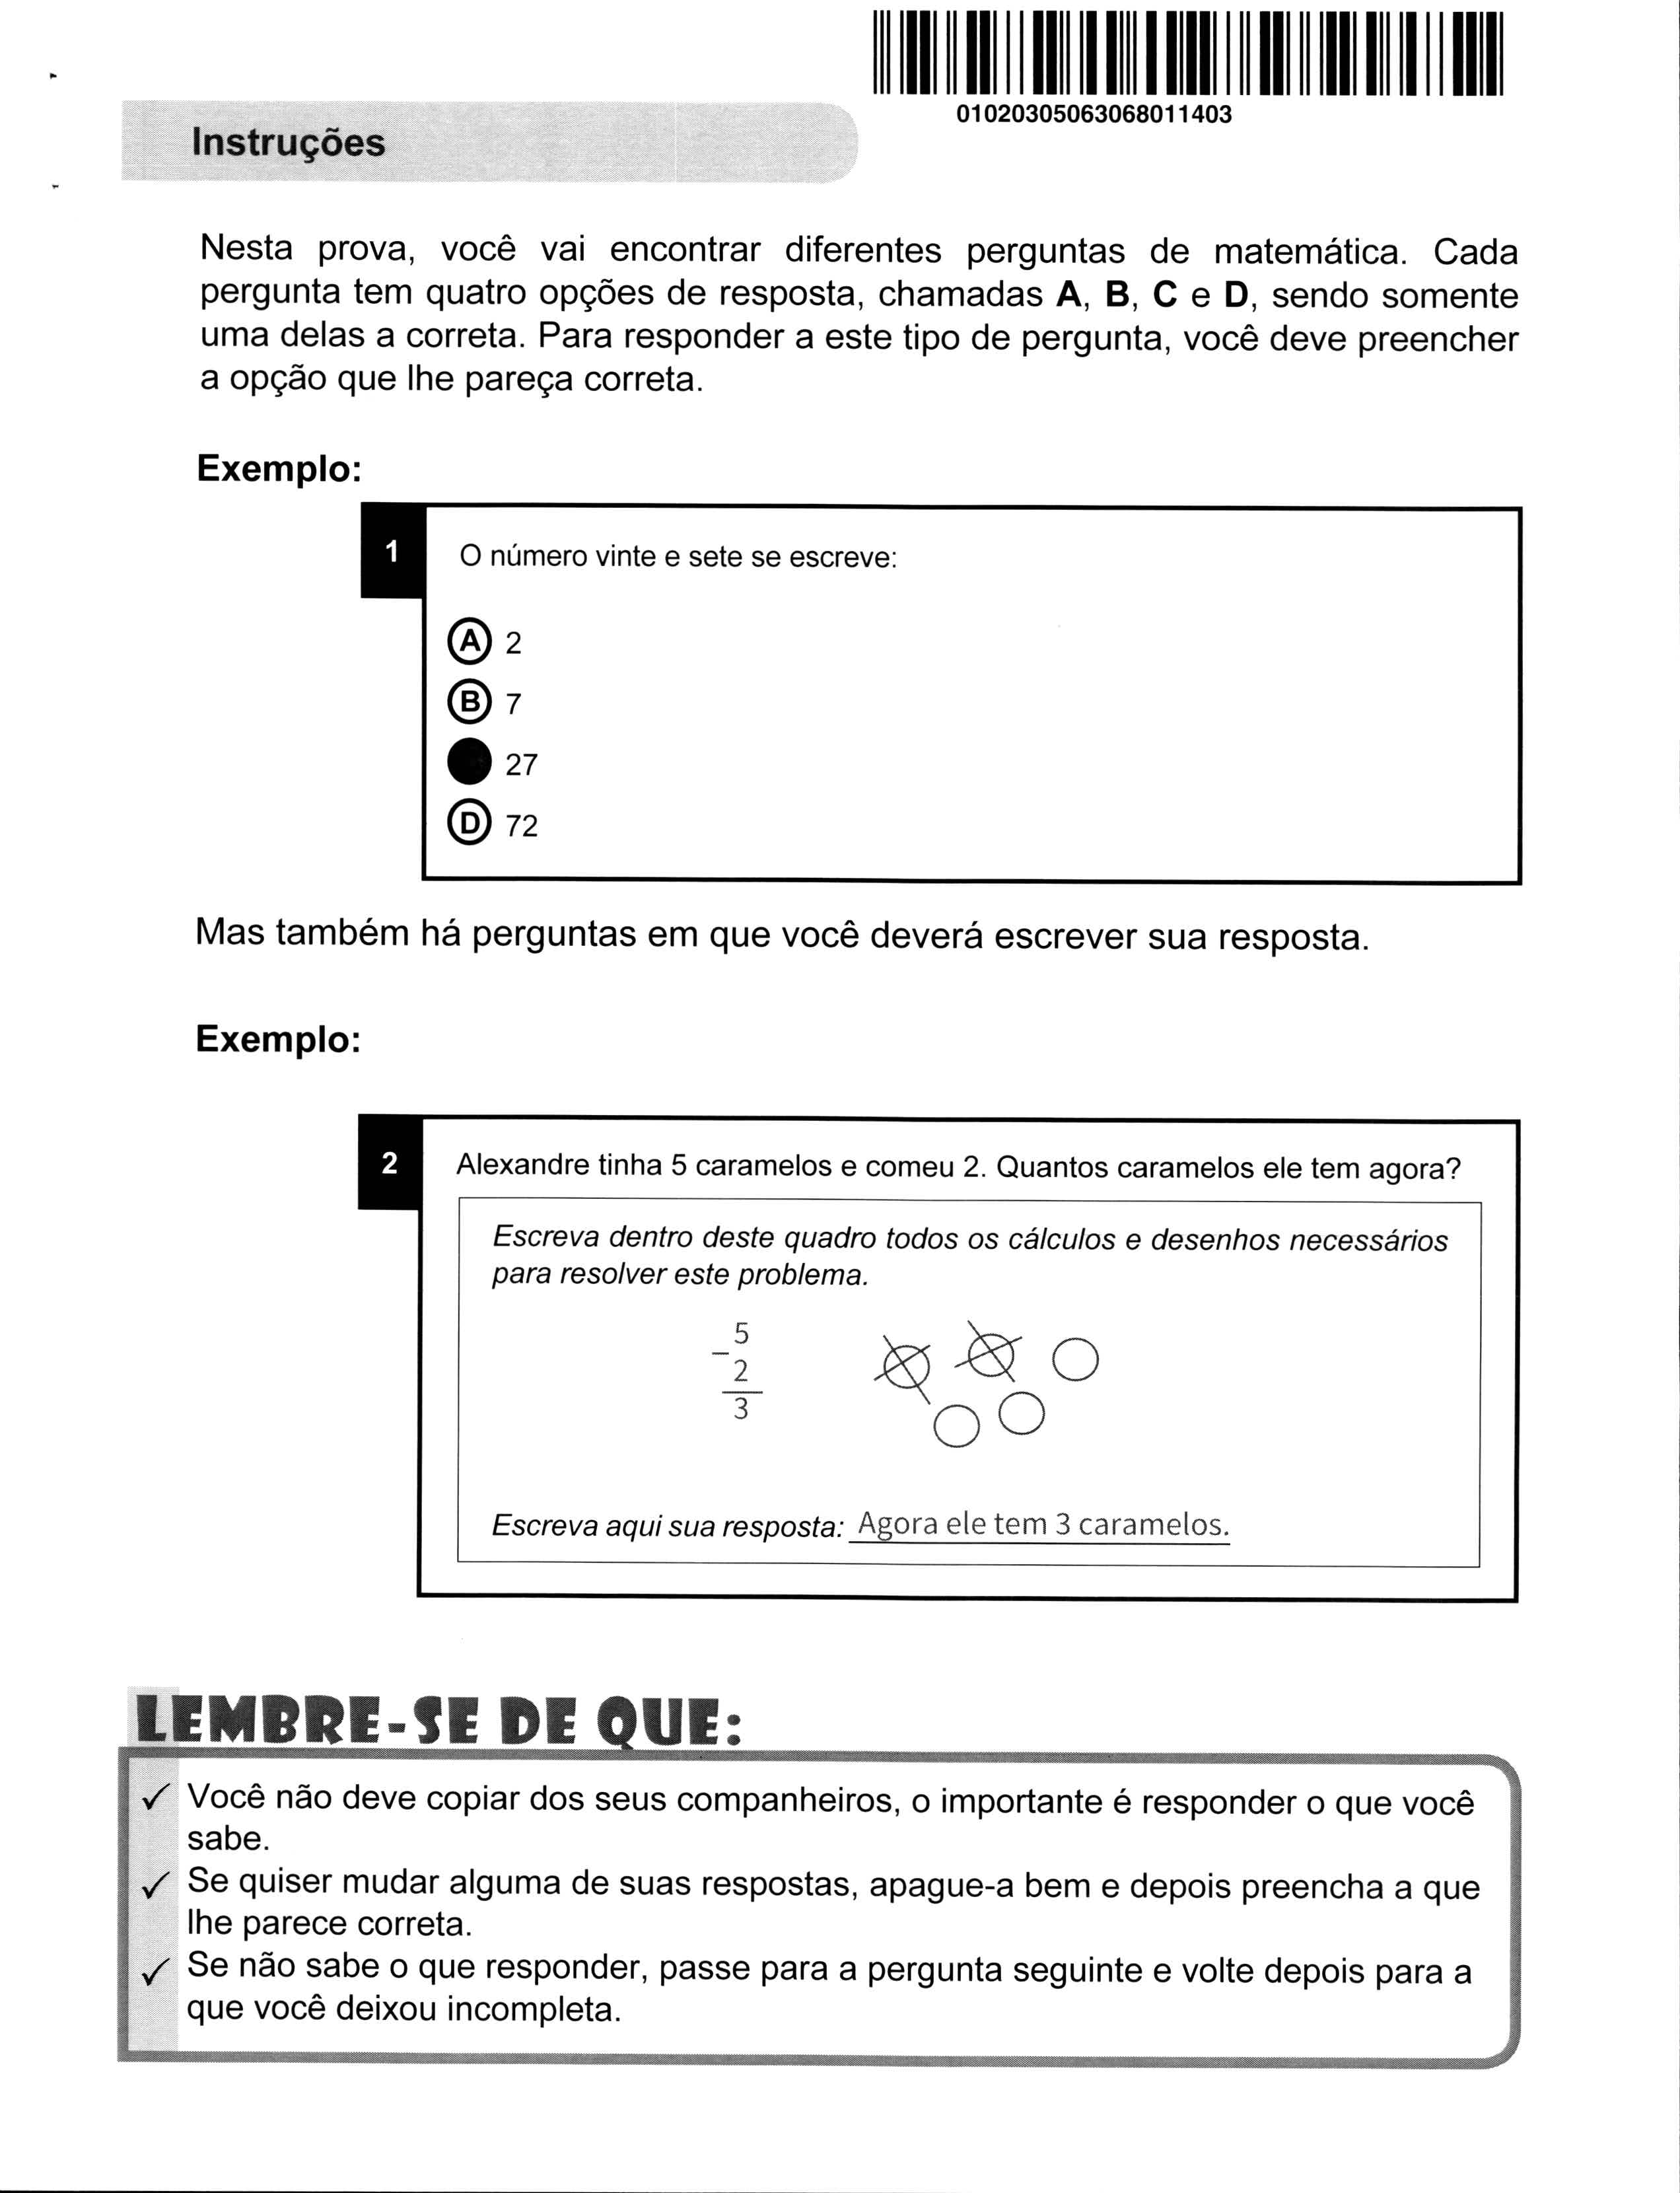 01020305063068011403
Instruções
Nesta prova, você vai encontrar diferentes perguntas de matemática. Cada
pergunta tem quatro opções de resposta, chamadas A, B, C e D, sendo somente
uma delas a correta. Para responder a este tipo de pergunta, você deve preencher
a opção que lhe pareça correta.
Exemplo:
1 O número vinte e sete se escreve:
A 2
B 7
27
D 72
Mas também há perguntas em que você deverá escrever sua resposta.
Exemplo:
2 Alexandre tinha 5 caramelos e comeu 2. Quantos caramelos ele tem agora?
Escreva dentro deste quadro todos os cálculos e desenhos necessários
para resolver este problema.
5
- 2
3
Escreva aqui sua resposta: Agora ele tem 3 caramelos.
LEMBRE-SE DE QUE:
✓ Você não deve copiar dos seus companheiros, o importante é responder o que você
sabe.
✓ Se quiser mudar alguma de suas respostas, apague-a bem e depois preencha a que
lhe parece correta.
✓ Se não sabe o que responder, passe para a pergunta seguinte e volte depois para a
que você deixou incompleta.